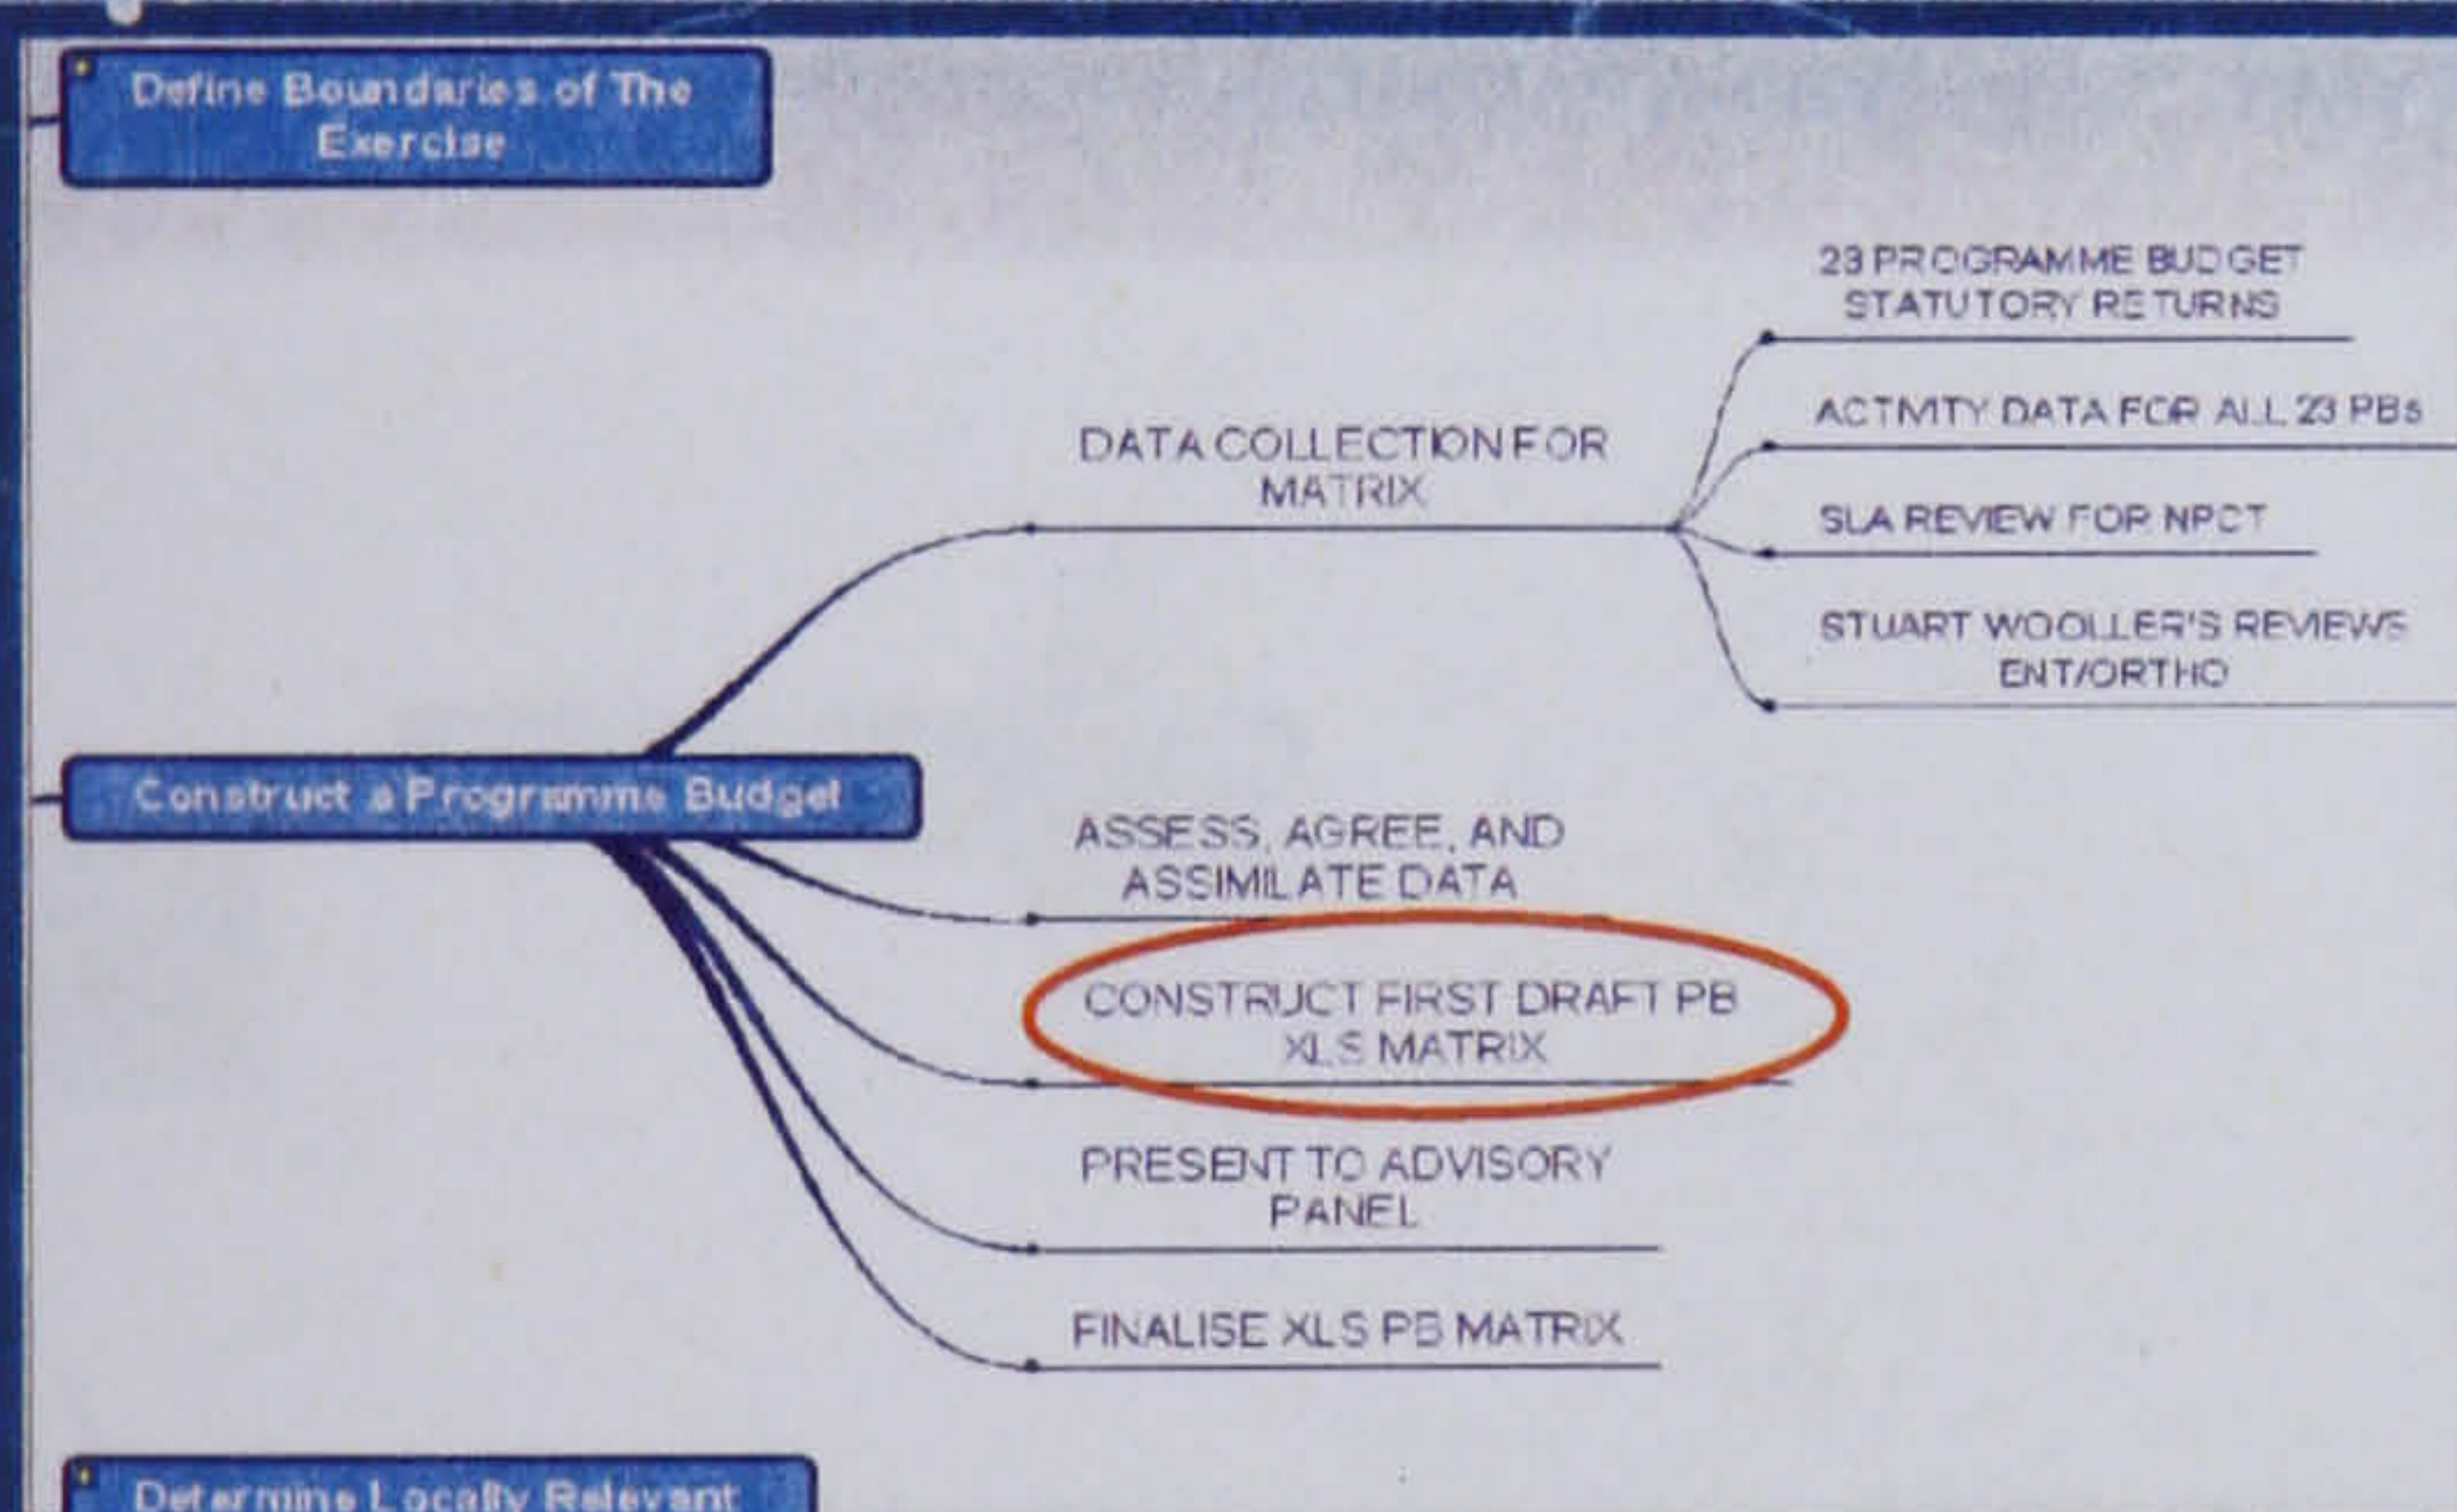 Define Boundaries of The
Exercise
23 PROGRAMME BUDGET
STATUTORY RETURNS
ACTIVITY DATA FOR ALL 23 PBs
DATA COLLECTION FOR
MATRIX
SLA REVIEW FOR NPCT
STUART WOOLLER'S REVIEWS
ENT/ORTHO
Construct a Programme Budget
ASSESS, AGREE, AND
ASSIMILATE DATA
CONSTRUCT FIRST DRAFT PB
XLS MATRIX
PRESENT TO ADVISORY
PANEL
FINALISE XLS PB MATRIX
Determine Locally Relevant